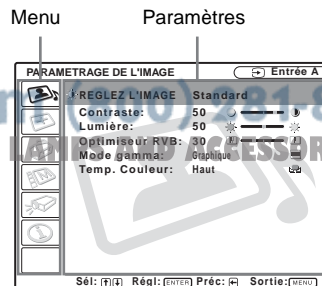 Menu Paramètres
PARAMETRAGE DE L'IMAGE Entrée A
REGLEZ L'IMAGE Standard
Contraste: 50
Lumière: 50
Optimiseur RVB: 30
Mode gamma: Graphique
Temp. Couleur: Haut
Sél: Régl: ENTER Préc: Sortie: MENU